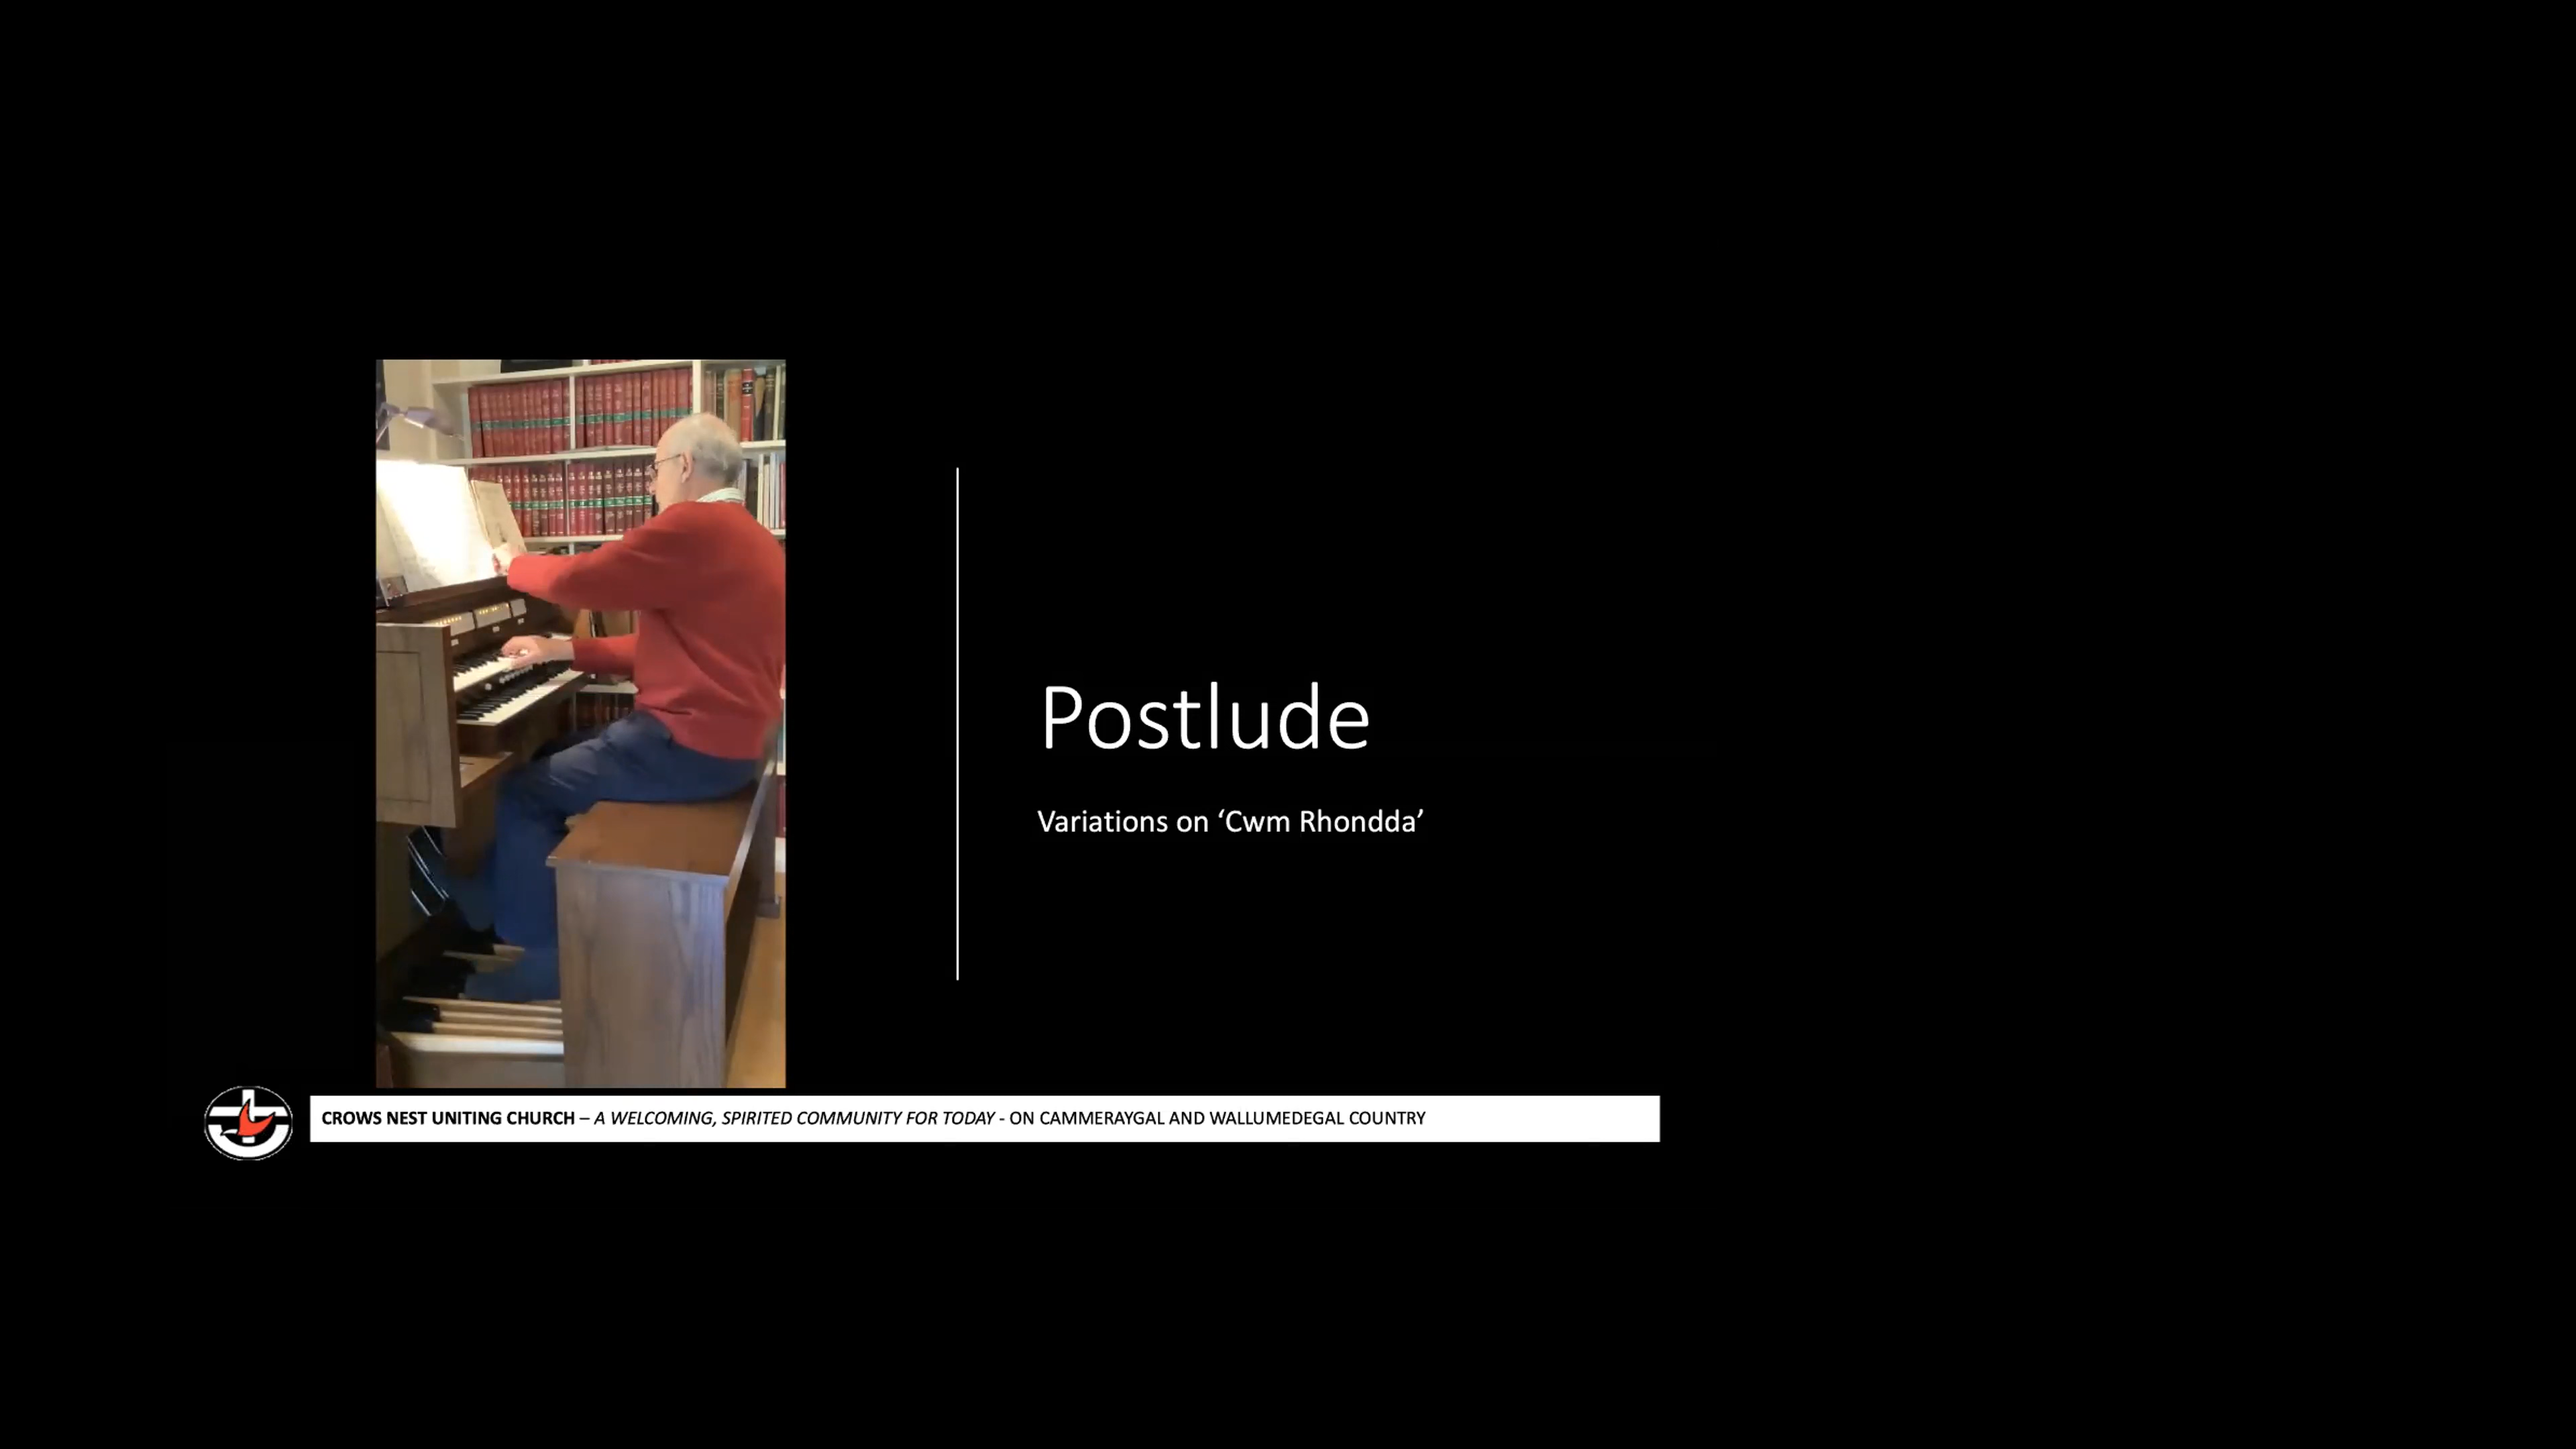 Postlude
Variations on ‘Cwm Rhondda’
CROWS NEST UNITING CHURCH – A WELCOMING, SPIRITED COMMUNITY FOR TODAY - ON CAMMERAYGAL AND WALLUMEDEGAL COUNTRY